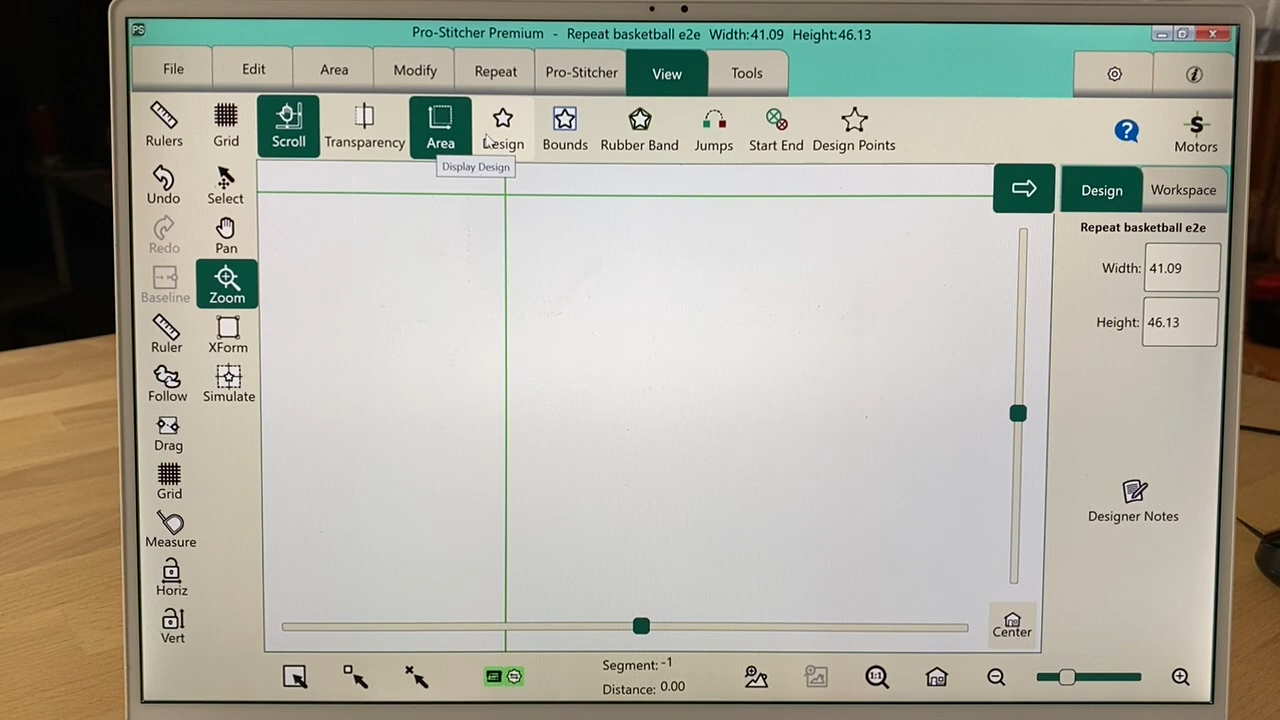 PS Pro-Stitcher Premium - Repeat basketball e2e Width:41.09 Height:46.13
File Edit Area Modify Repeat Pro-Stitcher View Tools
Rulers Grid Scroll Transparency Area Design Bounds Rubber Band Jumps Start End Design Points ? Motors
Display Design
Undo Select
Redo Pan
Baseline Zoom
Ruler XForm
Follow Simulate
Drag
Grid
Measure
Horiz
Vert
Design Workspace
Repeat basketball e2e
Width: 41.09
Height: 46.13
Designer Notes
Center
Segment: -1
Distance: 0.00
1:1